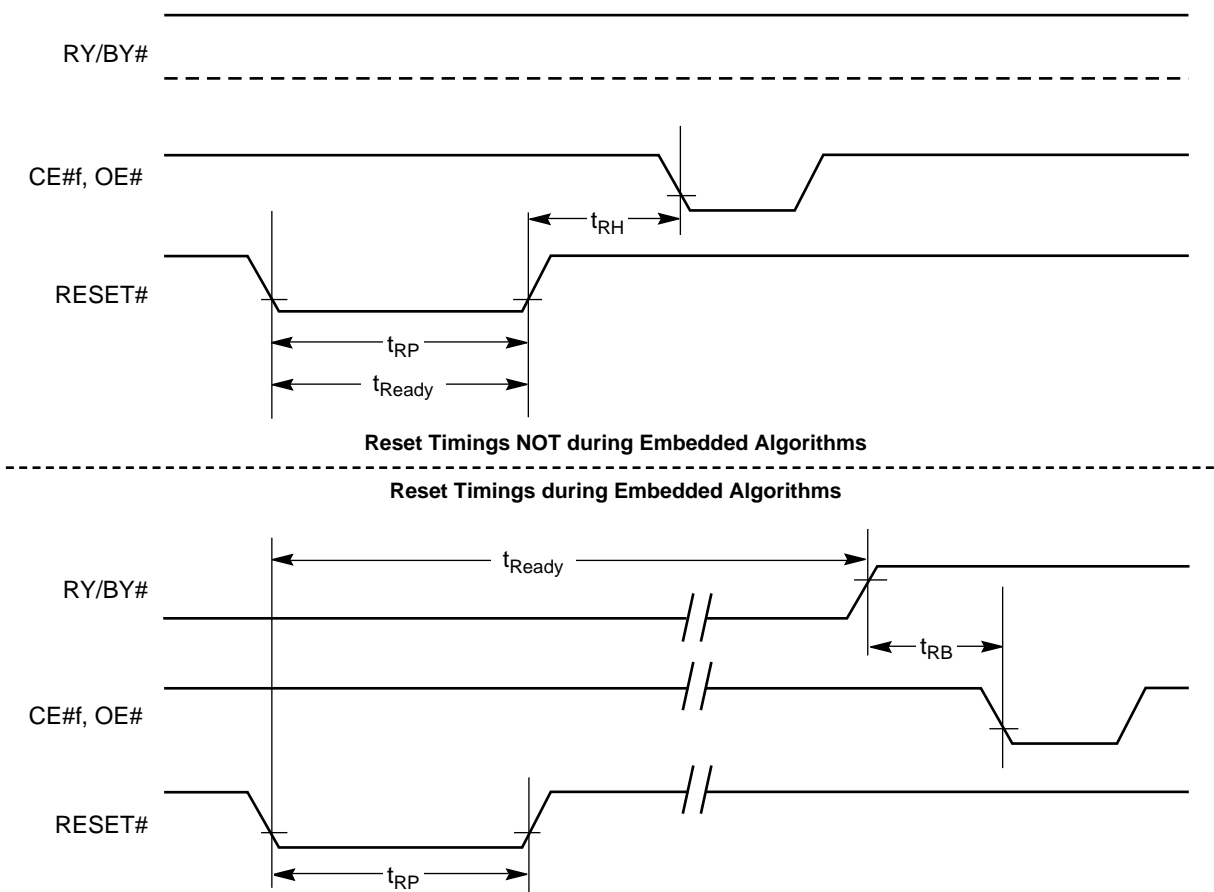 RY/BY#
CE#f, OE#
tRH
RESET#
tRP
tReady
Reset Timings NOT during Embedded Algorithms
Reset Timings during Embedded Algorithms
tReady
RY/BY#
tRB
CE#f, OE#
RESET#
tRP